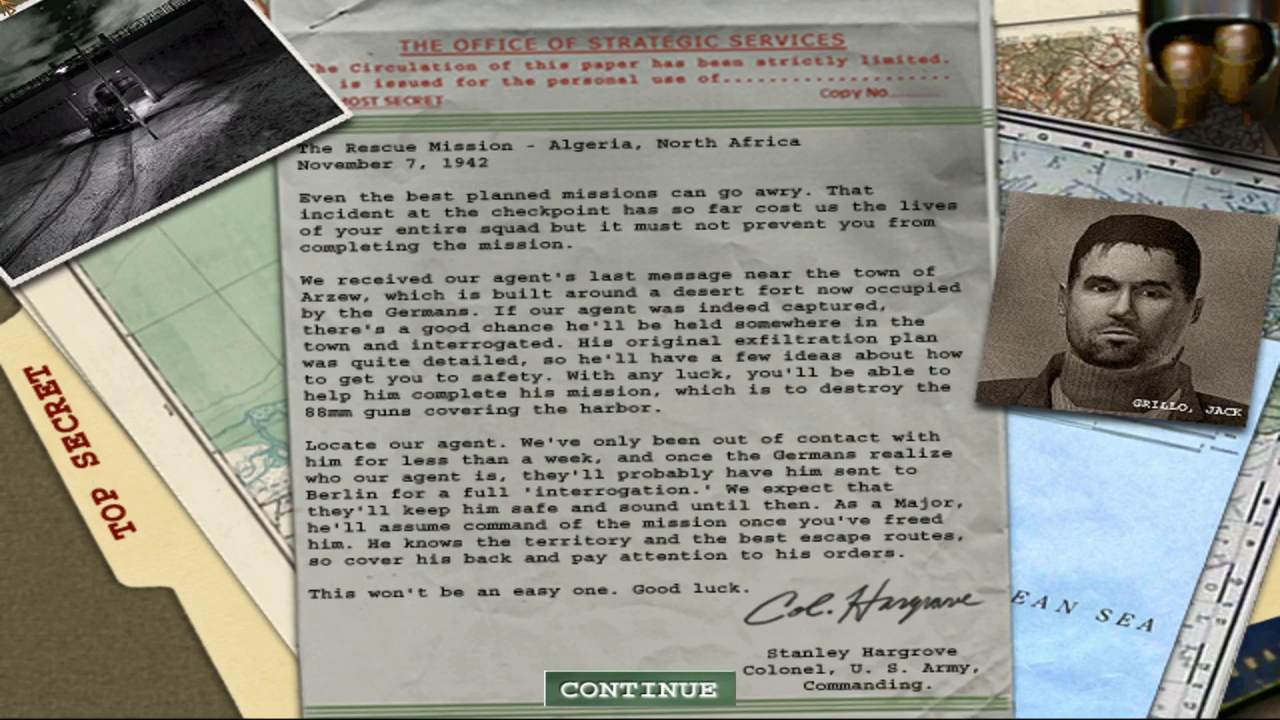 THE OFFICE OF STRATEGIC SERVICES
he Circulation of this paper has been strictly limited.
is issued for the personal use of....................
MOST SECRET
Copy No..........
The Rescue Mission - Algeria, North Africa
November 7, 1942
Even the best planned missions can go awry. That
incident at the checkpoint has so far cost us the lives
of your entire squad but it must not prevent you from
completing the mission.
We received our agent's last message near the town of
Arzew, which is built around a desert fort now occupied
by the Germans. If our agent was indeed captured,
there's a good chance he'll be held somewhere in the
town and interrogated. His original exfiltration plan
was quite detailed, so he'll have a few ideas about how
to get you to safety. With any luck, you'll be able to
help him complete his mission, which is to destroy the
88mm guns covering the harbor.
Locate our agent. We've only been out of contact with
him for less than a week, and once the Germans realize
who our agent is, they'll probably have him sent to
Berlin for a full 'interrogation.' We expect that
they'll keep him safe and sound until then. As a Major,
he'll assume command of the mission once you've freed
him. He knows the territory and the best escape routes,
so cover his back and pay attention to his orders.
This won't be an easy one. Good luck.
Col. Hargrove
Stanley Hargrove
Colonel, U. S. Army,
Commanding.
CONTINUE
TOP SECRET
GRILLO, JACK
EAN SEA